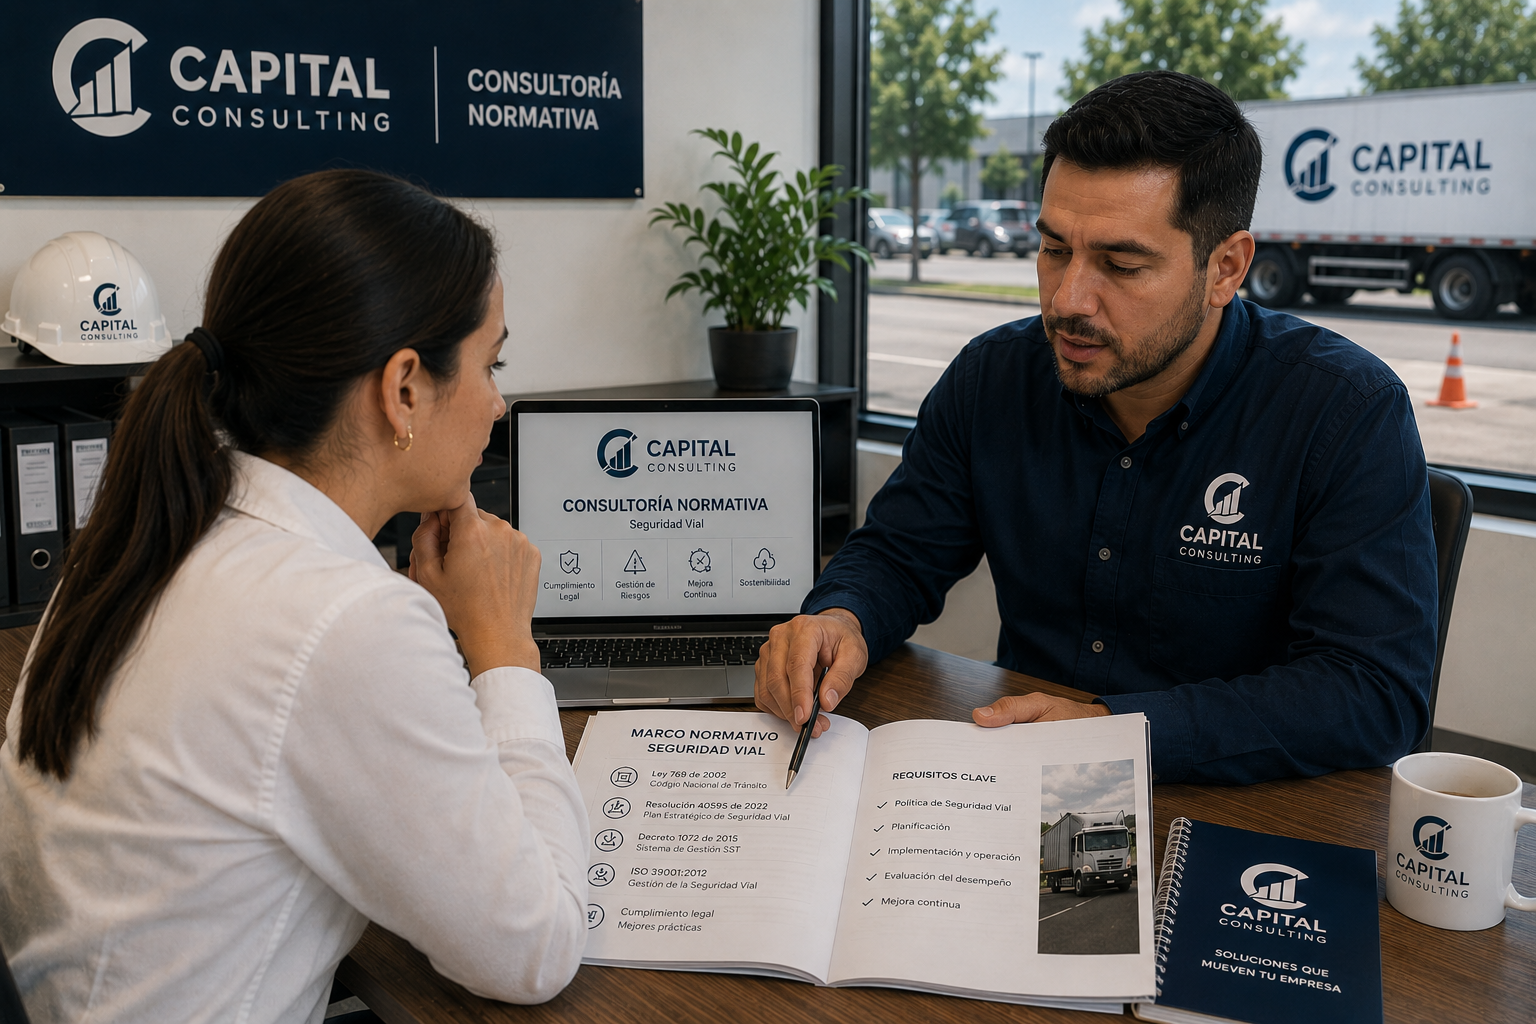 CAPITAL
CONSULTING
CONSULTORÍA
NORMATIVA
CAPITAL
CONSULTING
CAPITAL
CONSULTING
CAPITAL
CONSULTING
CONSULTORÍA NORMATIVA
Seguridad Vial
Cumplimiento
Legal
Gestión de
Riesgos
Mejora
Continua
Sostenibilidad
CAPITAL
CONSULTING
MARCO NORMATIVO
SEGURIDAD VIAL
Ley 769 de 2002
Código Nacional de Tránsito
Resolución 40595 de 2022
Plan Estratégico de Seguridad Vial
Decreto 1072 de 2015
Sistema de Gestión SST
ISO 39001:2012
Gestión de la Seguridad Vial
Cumplimiento legal
Mejores prácticas
REQUISITOS CLAVE
Política de Seguridad Vial
Planificación
Implementación y operación
Evaluación del desempeño
Mejora continua
CAPITAL
CONSULTING
SOLUCIONES QUE
MUEVEN TU EMPRESA
CAPITAL
CONSULTING